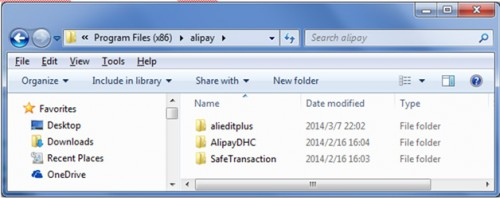 « Program Files (x86) ▸ alipay ▸ Search alipay
File Edit View Tools Help
Organize Include in library Share with New folder
Name Date modified Type
Favorites
Desktop
Downloads
Recent Places
OneDrive
alieditplus 2014/3/7 22:02 File folder
AlipayDHC 2014/2/16 16:04 File folder
SafeTransaction 2014/2/16 16:03 File folder